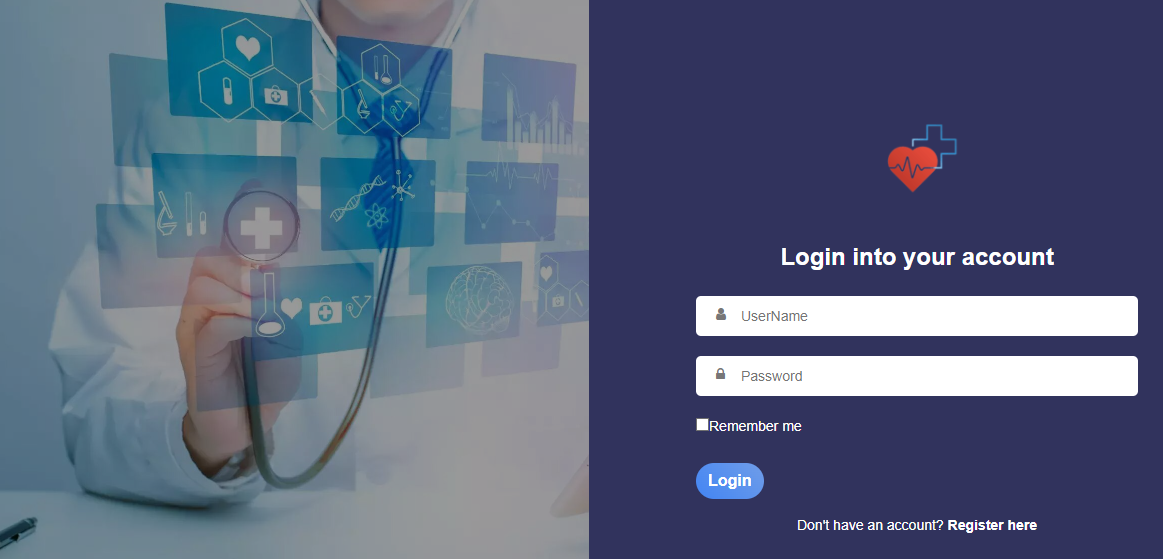 Login into your account
UserName
Password
Remember me
Login
Don't have an account? Register here